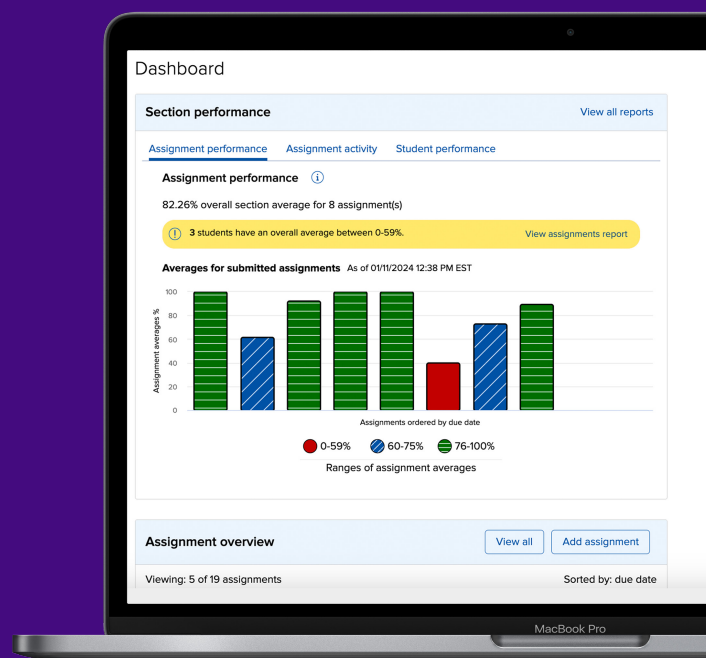 Dashboard
Section performance
View all reports
Assignment performance Assignment activity Student performance
Assignment performance i
82.26% overall section average for 8 assignment(s)
! 3 students have an overall average between 0-59%. View assignments report
Averages for submitted assignments As of 01/11/2024 12:38 PM EST
Assignment averages %
100
80
60
40
20
0
Assignments ordered by due date
0-59% 60-75% 76-100%
Ranges of assignment averages
Assignment overview
View all
Add assignment
Viewing: 5 of 19 assignments
Sorted by: due date
MacBook Pro